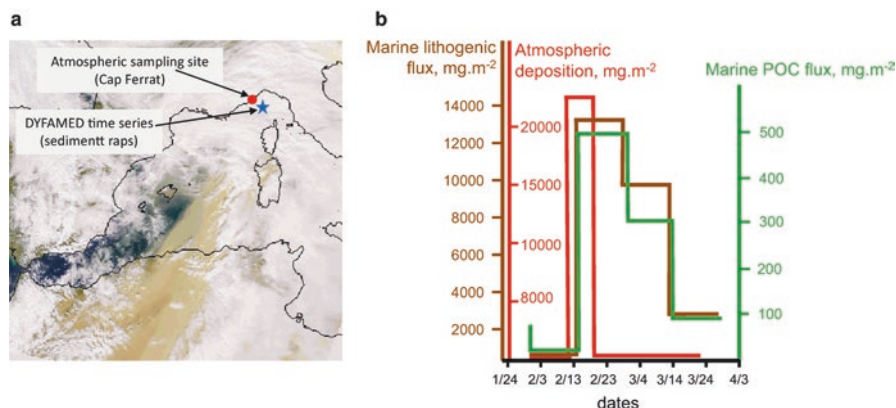 a
Atmospheric sampling site
(Cap Ferrat)
DYFAMED time series
(sedimentt raps)
b
Marine lithogenic
flux, mg.m-2
Atmospheric
deposition, mg.m-2
Marine POC flux, mg.m-2
14000
12000
10000
8000
6000
4000
2000
20000
15000
10000
8000
500
400
300
200
100
1/24
2/3
2/13
2/23
3/4
3/14
3/24
4/3
dates